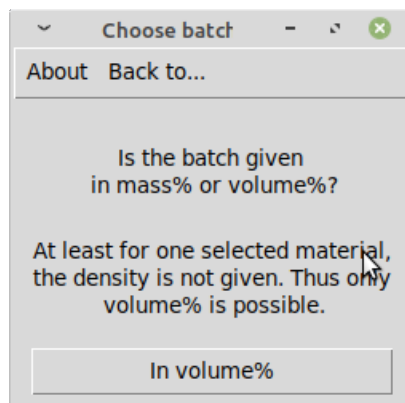 Choose batch
About Back to...
Is the batch given
in mass% or volume%?
At least for one selected material,
the density is not given. Thus only
volume% is possible.
In volume%